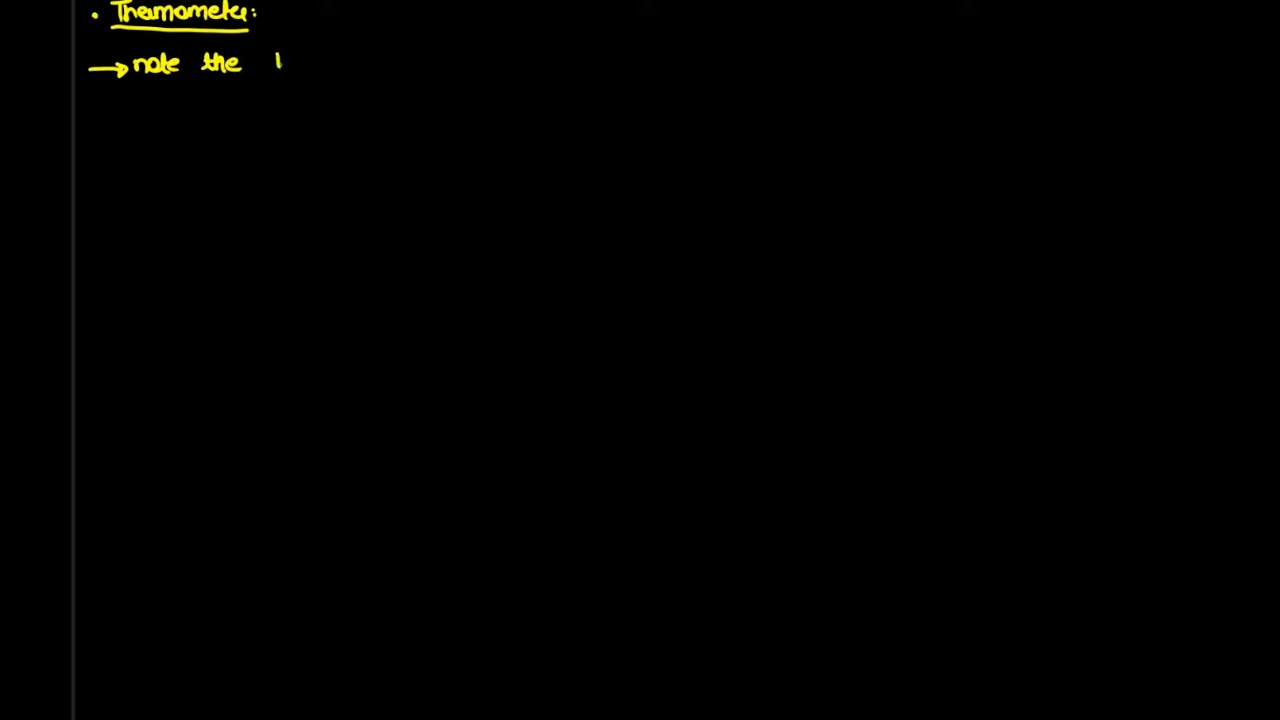 . Thermometer:
→ note the